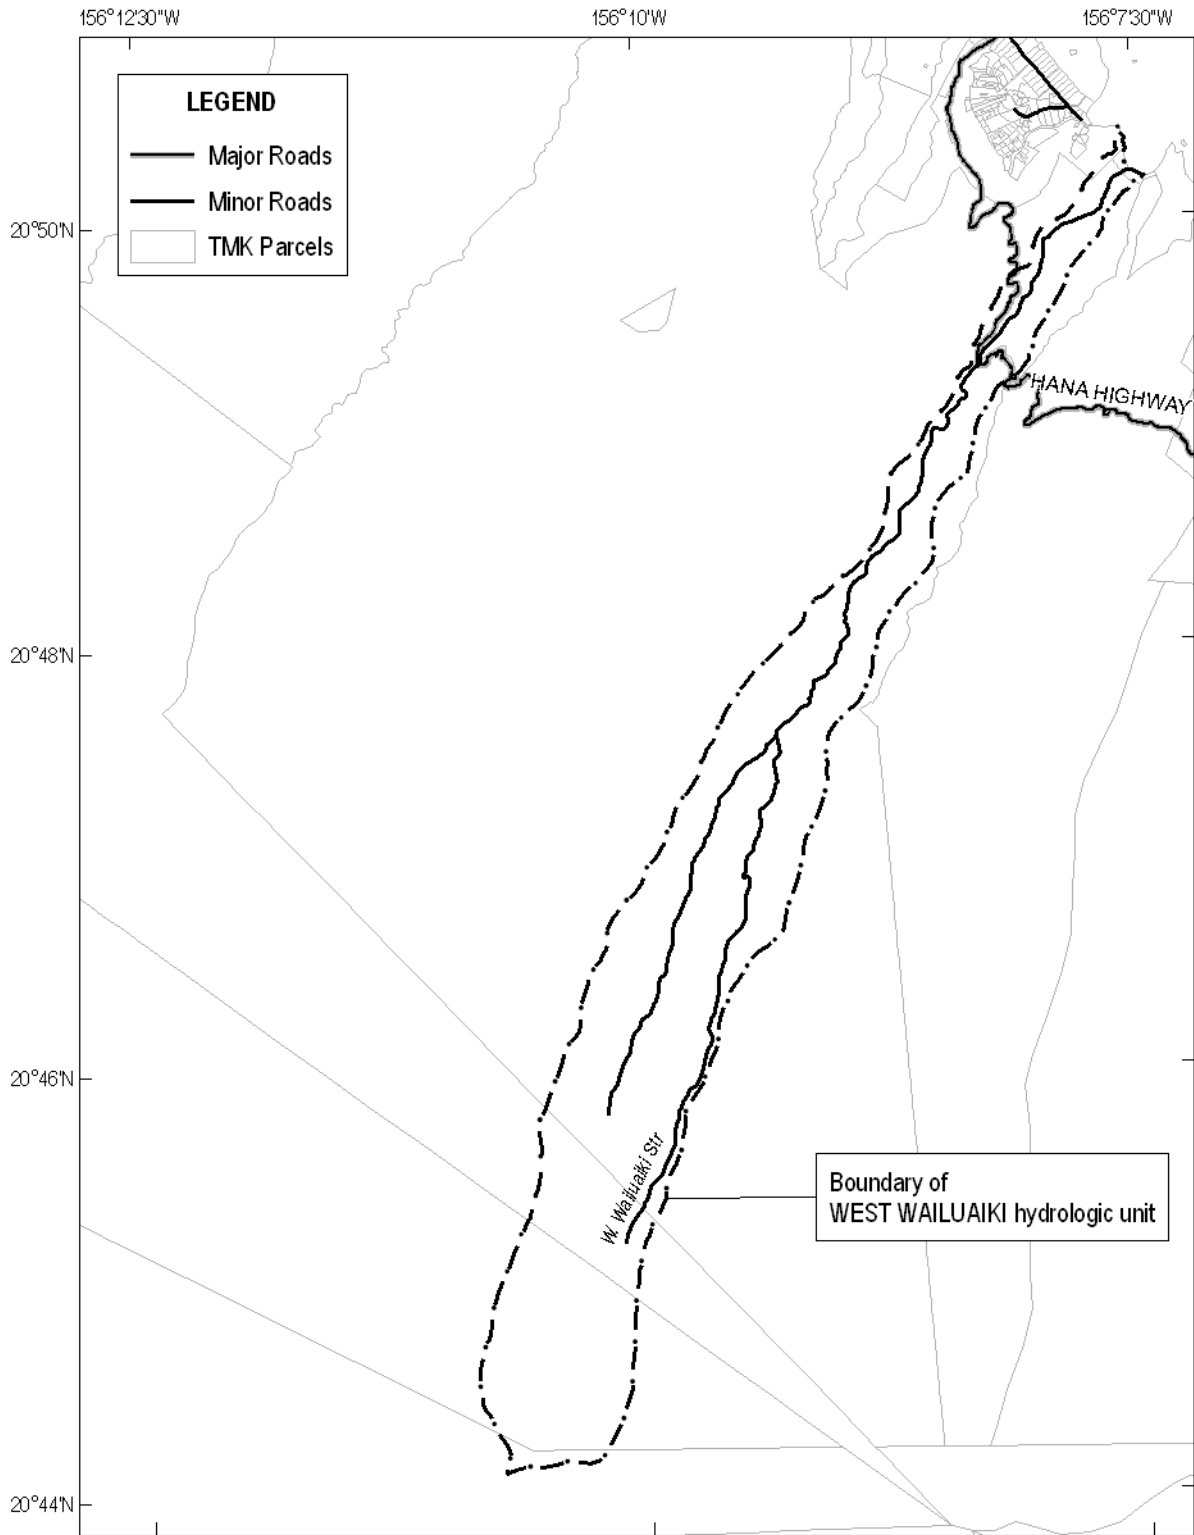 156°12'30"W
156°10'W
156°7'30"W
LEGEND
Major Roads
Minor Roads
TMK Parcels
20°50'N
HANA HIGHWAY
20°48'N
20°46'N
W. Wailuaiki Str
Boundary of
WEST WAILUAIKI hydrologic unit
20°44'N